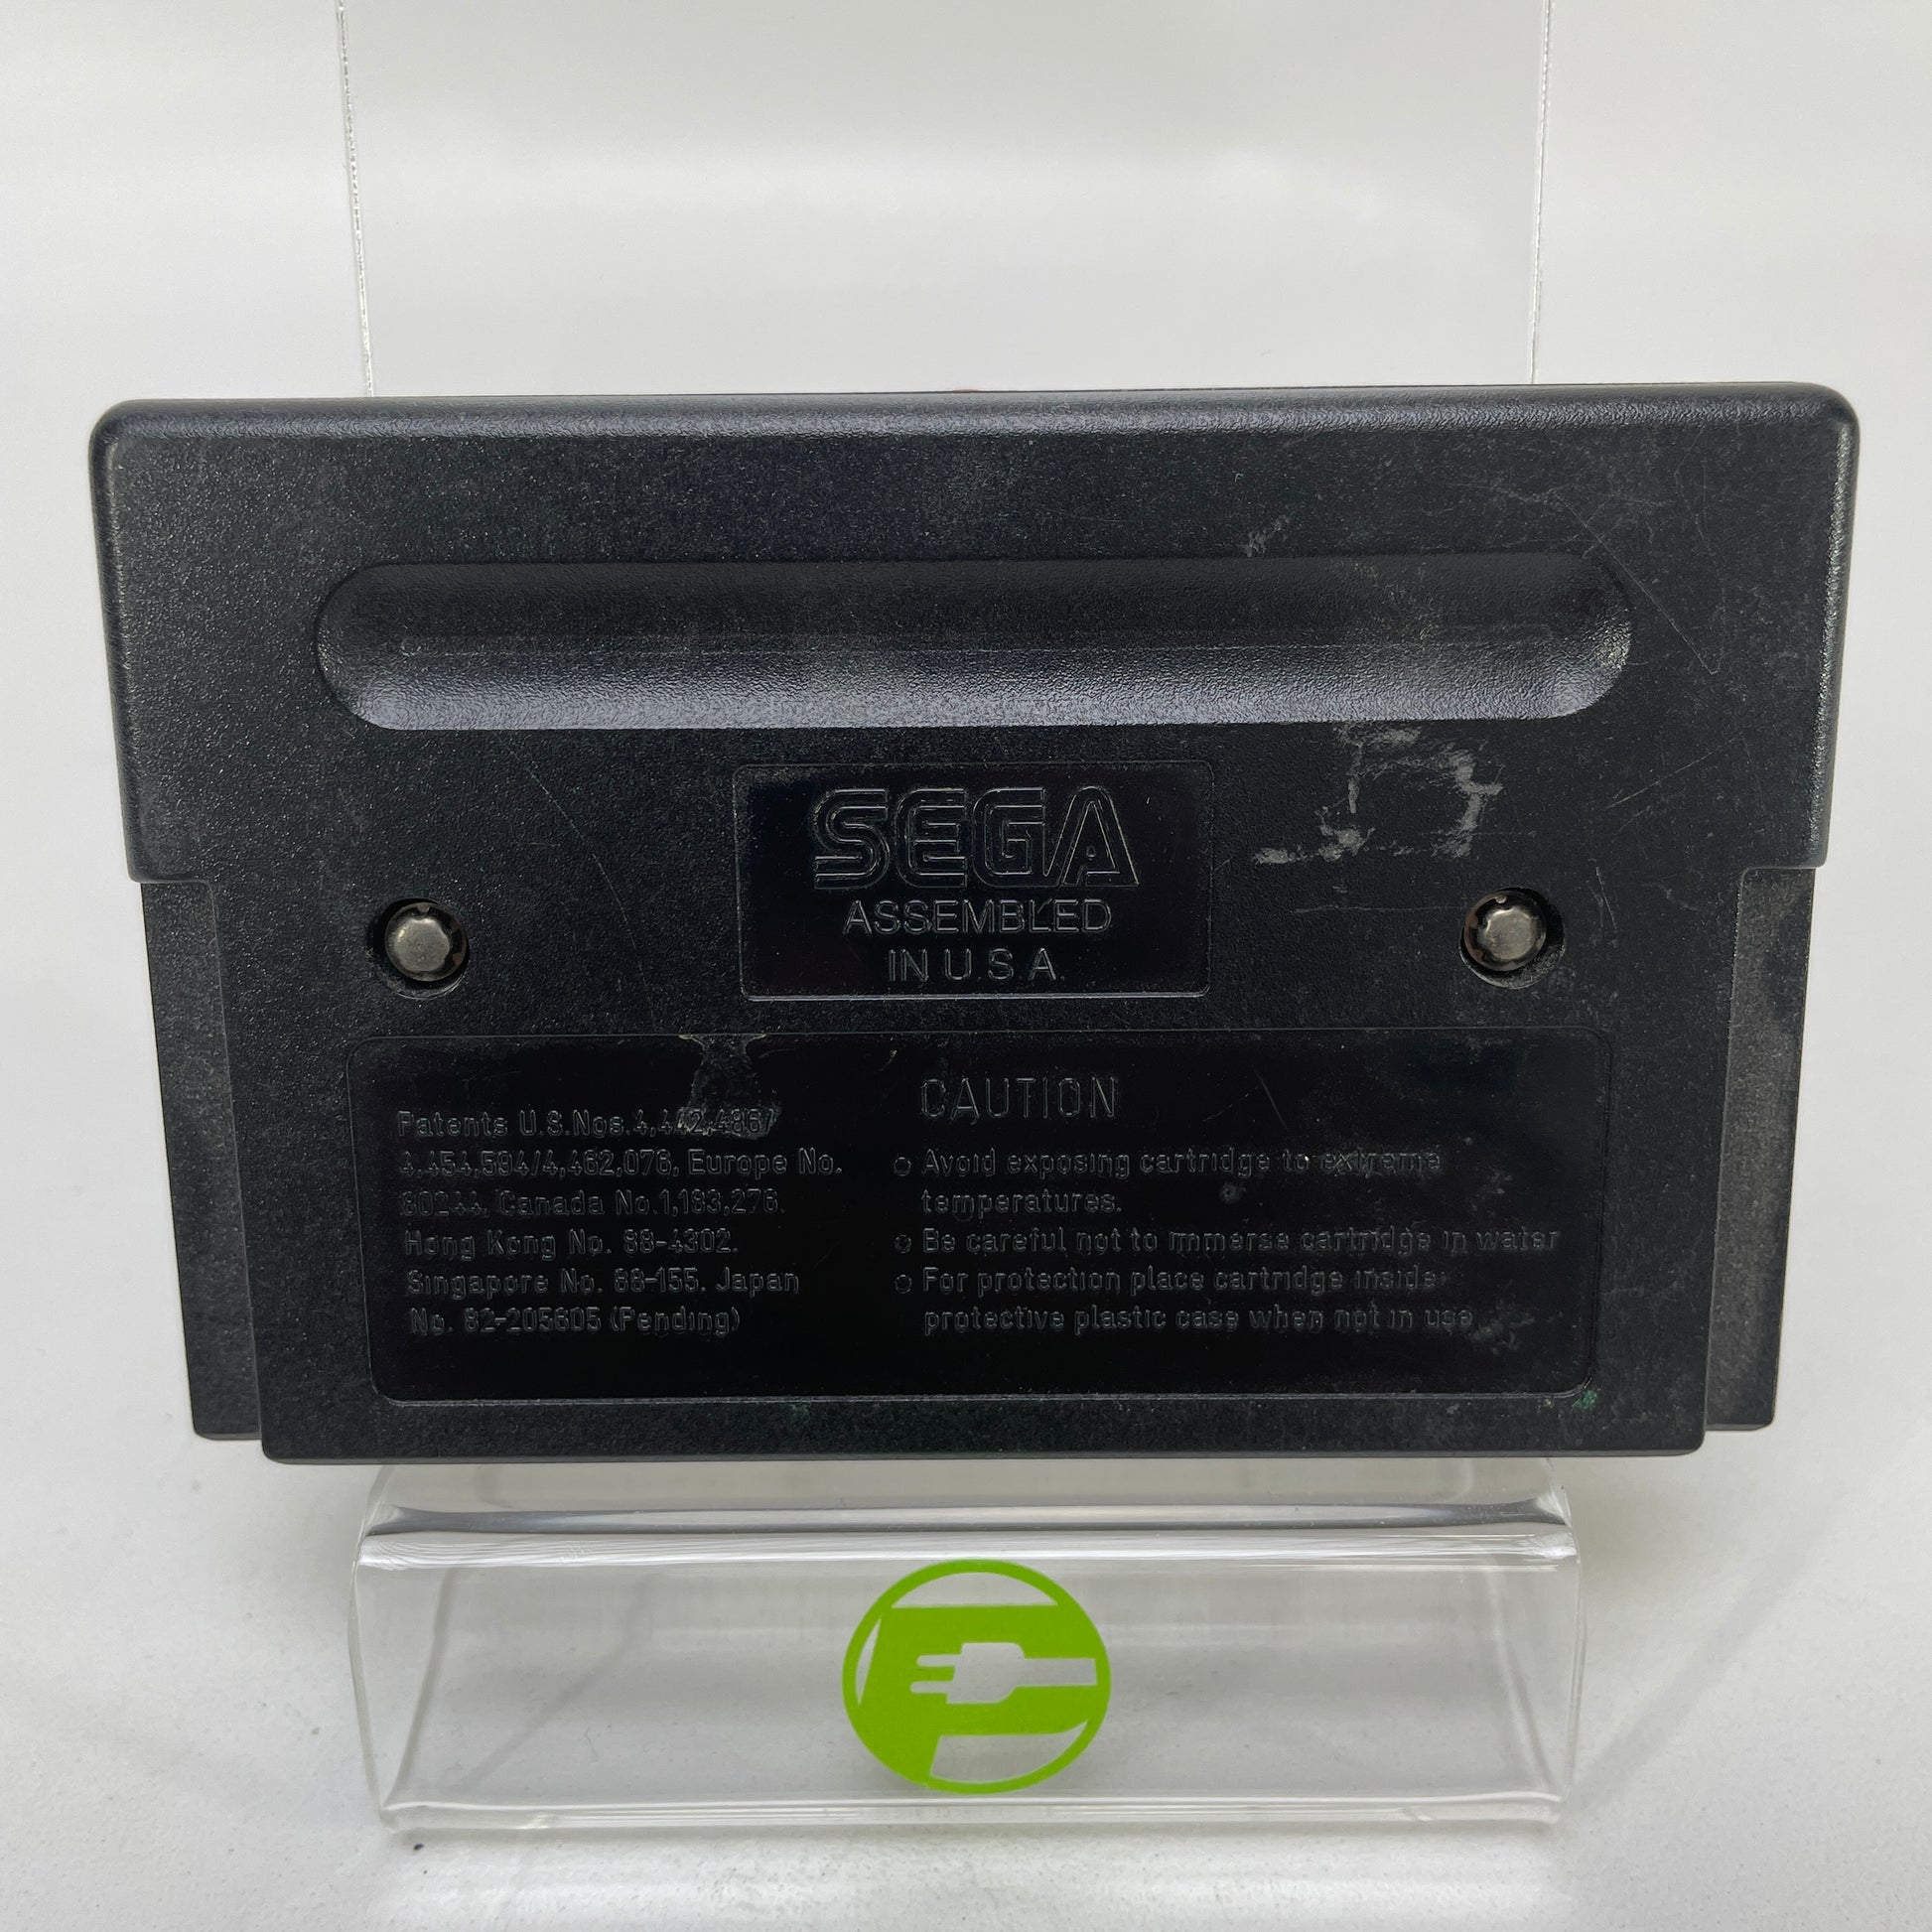 SEGA
ASSEMBLED
IN U.S.A.
Patents U.S.Nos.4,442,486/
4,454,594/4,462,076, Europe No.
80244, Canada No.1,183,276.
Hong Kong No. 88-4302.
Singapore No. 88-155. Japan
No. 82-205605 (Pending)
CAUTION
○ Avoid exposing cartridge to extreme
temperatures.
○ Be careful not to immerse cartridge in water
○ For protection place cartridge inside
protective plastic case when not in use